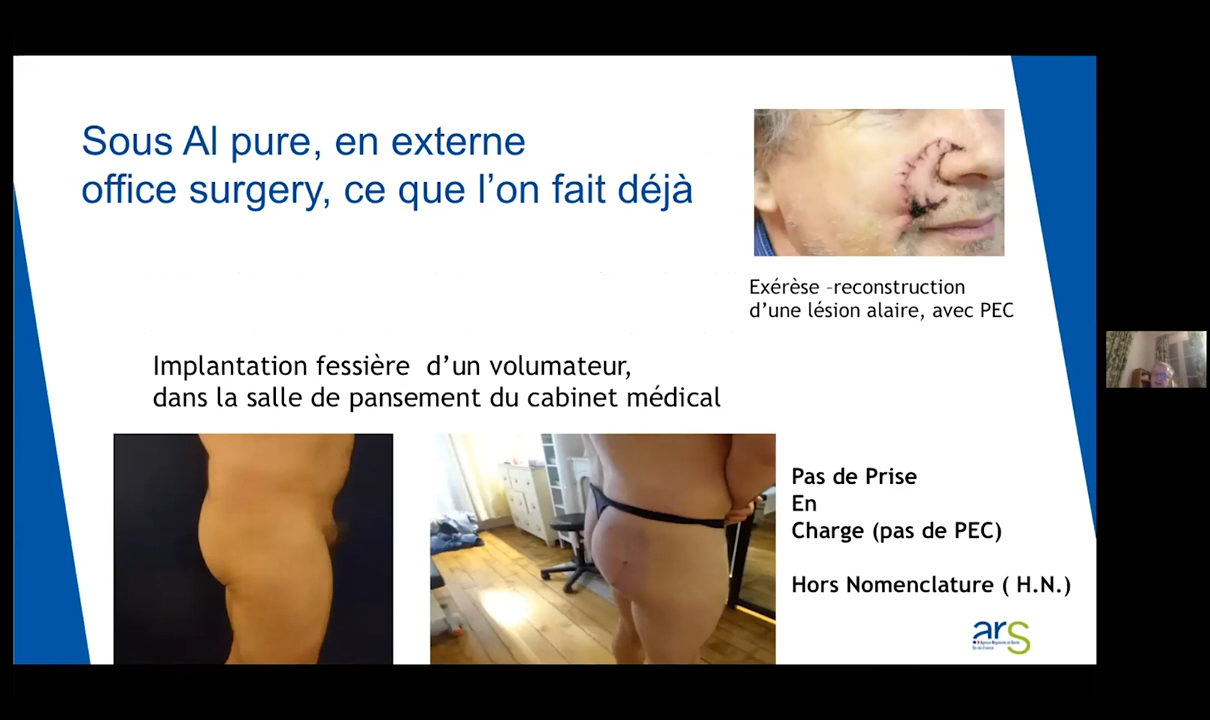 Sous AI pure, en externe
office surgery, ce que l’on fait déjà
Exérèse -reconstruction
d’une lésion alaire, avec PEC
Implantation fessière d’un volumateur,
dans la salle de pansement du cabinet médical
Pas de Prise
En
Charge (pas de PEC)
Hors Nomenclature ( H.N.)
ars